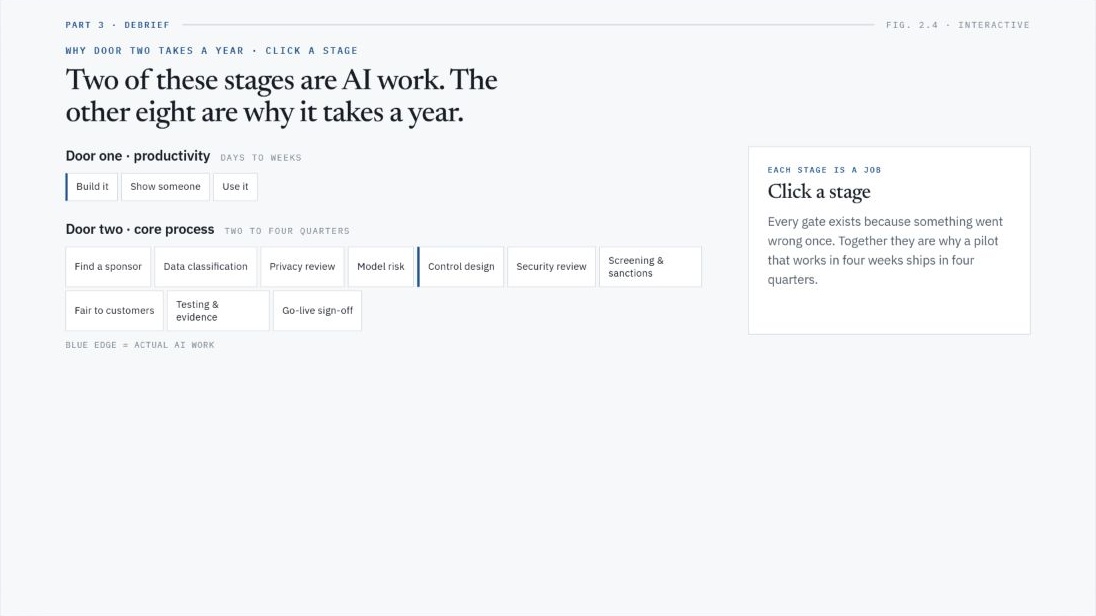 PART 3 · DEBRIEF
FIG. 2.4 · INTERACTIVE
WHY DOOR TWO TAKES A YEAR · CLICK A STAGE
Two of these stages are AI work. The
other eight are why it takes a year.
Door one · productivity DAYS TO WEEKS
Build it
Show someone
Use it
Door two · core process TWO TO FOUR QUARTERS
Find a sponsor
Data classification
Privacy review
Model risk
Control design
Security review
Screening &
sanctions
Fair to customers
Testing &
evidence
Go-live sign-off
BLUE EDGE = ACTUAL AI WORK
EACH STAGE IS A JOB
Click a stage
Every gate exists because something went
wrong once. Together they are why a pilot
that works in four weeks ships in four
quarters.